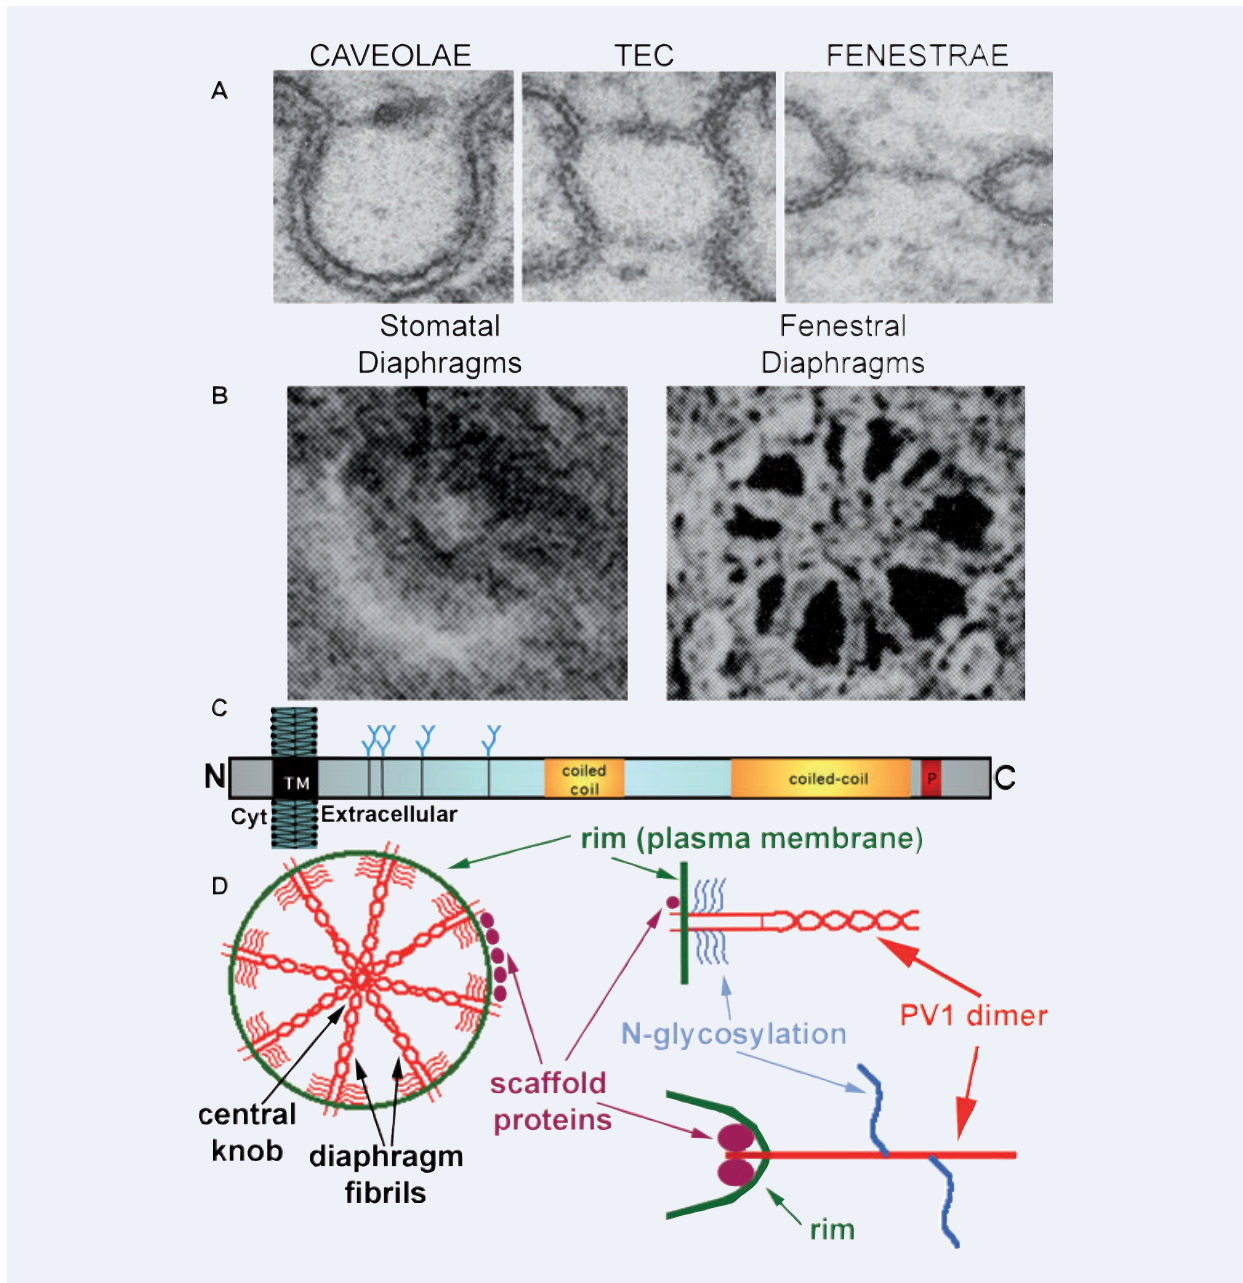 CAVEOLAE TEC FENESTRAE
A
Stomatal
Diaphragms
Fenestral
Diaphragms
B
C
N TM coiled
coil coiled-coil P C
Cyt Extracellular
rim (plasma membrane)
D
PV1 dimer
N-glycosylation
scaffold
proteins
central
knob
diaphragm
fibrils
rim